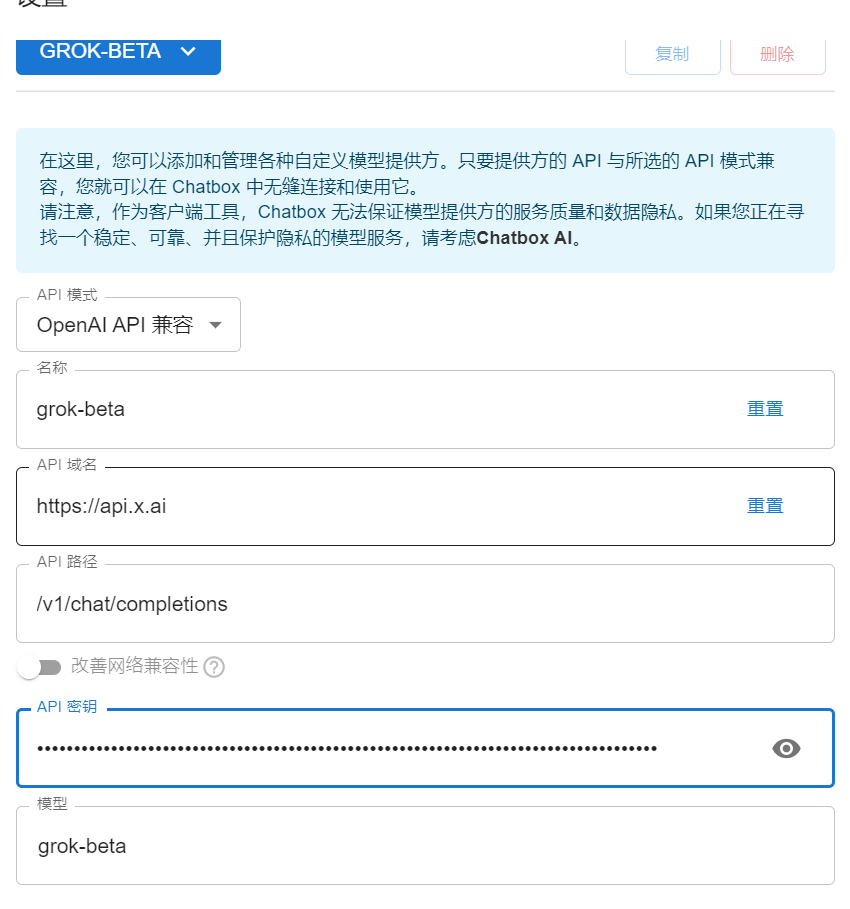 设置
GROK-BETA
复制
删除
在这里，您可以添加和管理各种自定义模型提供方。只要提供方的 API 与所选的 API 模式兼
容，您就可以在 Chatbox 中无缝连接和使用它。
请注意，作为客户端工具，Chatbox 无法保证模型提供方的服务质量和数据隐私。如果您正在寻
找一个稳定、可靠、并且保护隐私的模型服务，请考虑Chatbox AI。
API 模式
OpenAI API 兼容
名称
grok-beta
重置
API 域名
https://api.x.ai
重置
API 路径
/v1/chat/completions
改善网络兼容性
API 密钥
模型
grok-beta